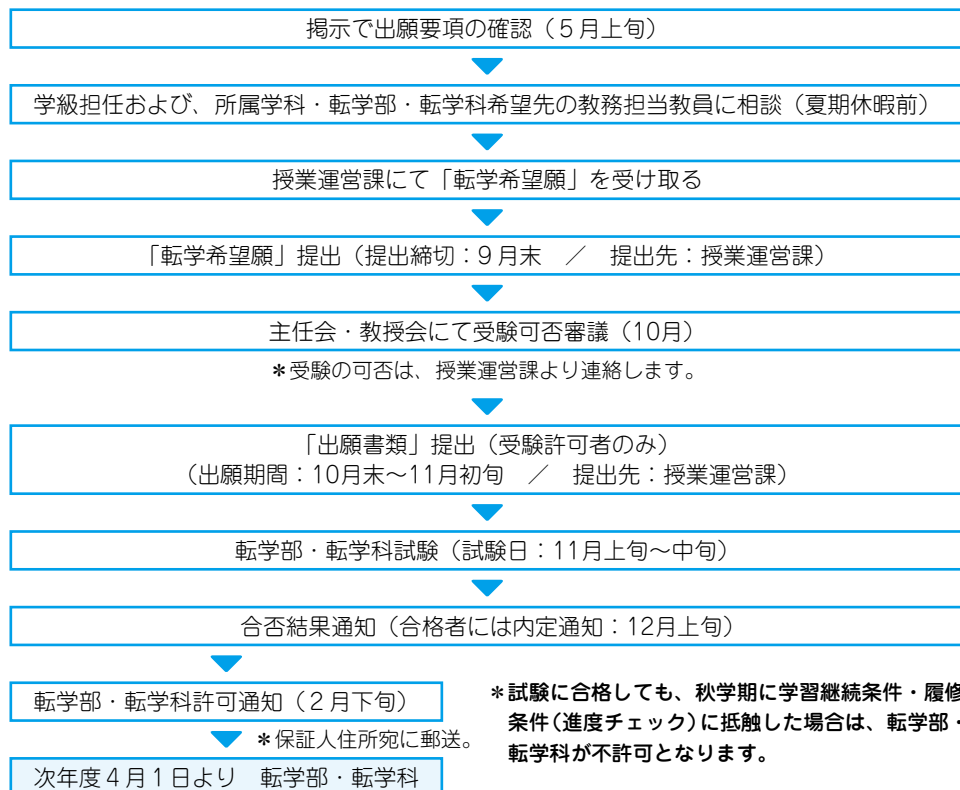 掲示で出願要項の確認（５月上旬）
学級担任および、所属学科・転学部・転学科希望先の教務担当教員に相談（夏期休暇前）
授業運営課にて「転学希望願」を受け取る
「転学希望願」提出（提出締切：９月末　／　提出先：授業運営課）
主任会・教授会にて受験可否審議（10月）
＊受験の可否は、授業運営課より連絡します。
「出願書類」提出（受験許可者のみ）
（出願期間：10月末～11月初旬　／　提出先：授業運営課）
転学部・転学科試験（試験日：11月上旬～中旬）
合否結果通知（合格者には内定通知：12月上旬）
転学部・転学科許可通知（２月下旬）
＊保証人住所宛に郵送。
次年度４月１日より　転学部・転学科
＊試験に合格しても、秋学期に学習継続条件・履修
条件（進度チェック）に抵触した場合は、転学部・
転学科が不許可となります。